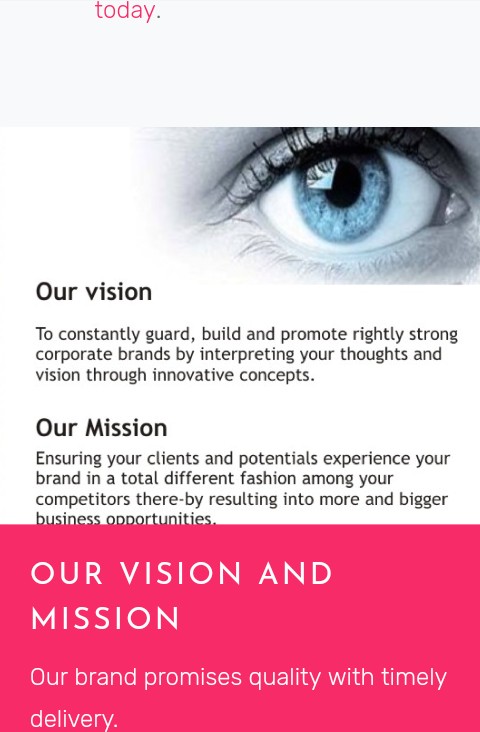 today.
Our vision
To constantly guard, build and promote rightly strong
corporate brands by interpreting your thoughts and
vision through innovative concepts.
Our Mission
Ensuring your clients and potentials experience your
brand in a total different fashion among your
competitors there-by resulting into more and bigger
business opportunities.
OUR VISION AND
MISSION
Our brand promises quality with timely
delivery.